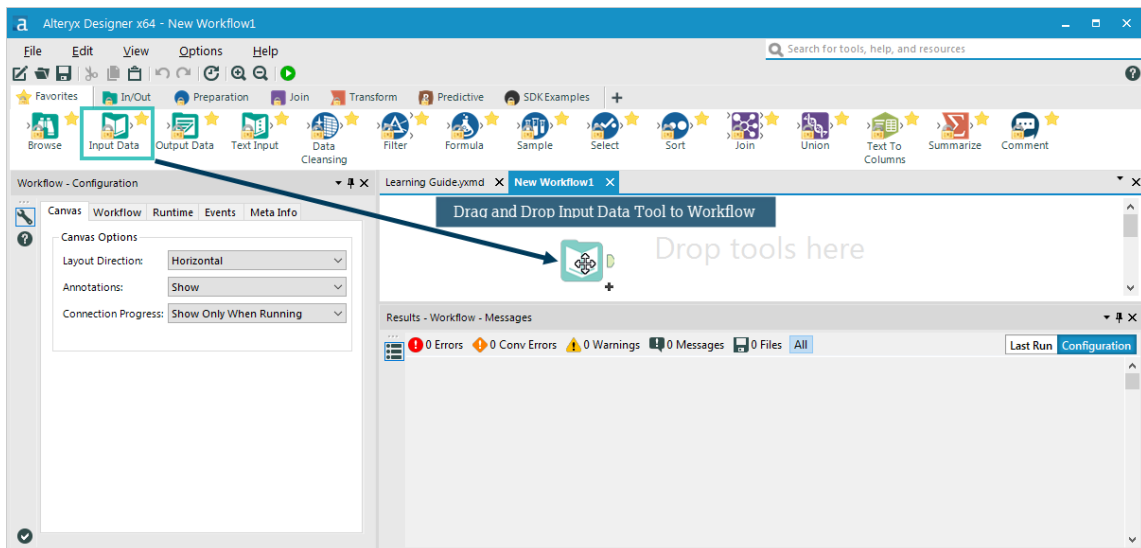 a Alteryx Designer x64 - New Workflow1
File Edit View Options Help
Search for tools, help, and resources
Favorites In/Out Preparation Join Transform Predictive SDK Examples +
Browse Input Data Output Data Text Input Data Cleansing Filter Formula Sample Select Sort Join Union Text To Columns Summarize Comment
Workflow - Configuration
Learning Guide.yxmd X New Workflow1 X
Canvas Workflow Runtime Events Meta Info
Drag and Drop Input Data Tool to Workflow
Canvas Options
Drop tools here
Layout Direction: Horizontal
Annotations: Show
Connection Progress: Show Only When Running
Results - Workflow - Messages
0 Errors 0 Conv Errors 0 Warnings 0 Messages 0 Files All
Last Run Configuration